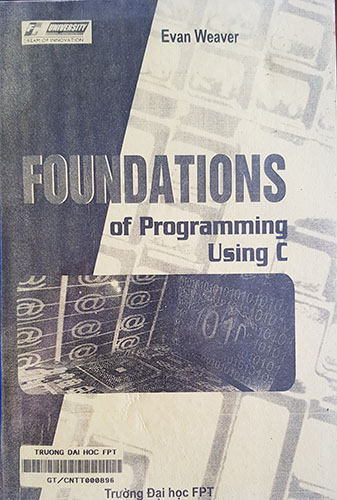 UNIVERSITY
DREAM OF INNOVATION
Evan Weaver
FOUNDATIONS
of Programming
Using C
TRUONG DAI HOC FPT
GT/CNTT000896
Trường Đại học FPT